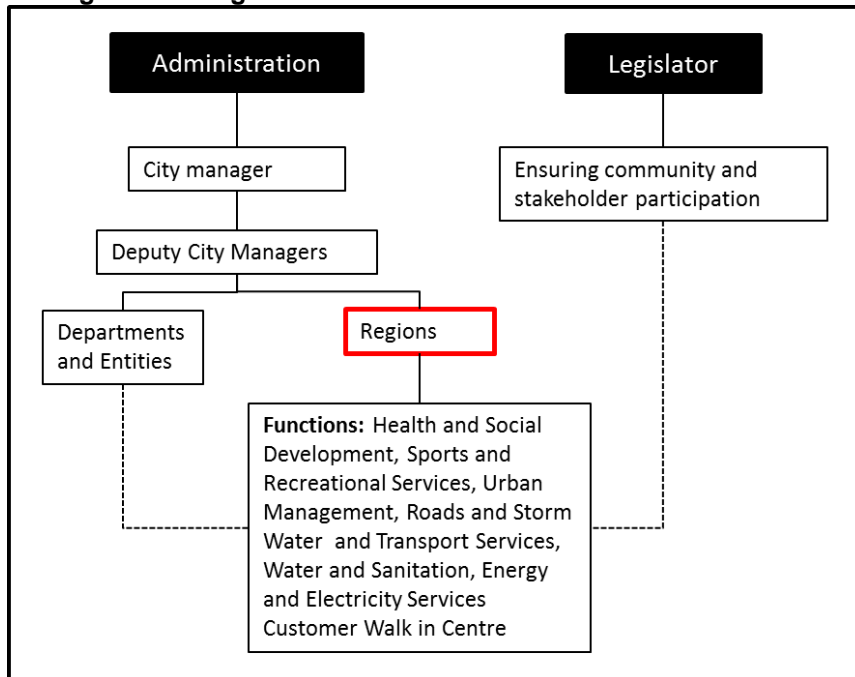 Administration
Legislator
City manager
Ensuring community and
stakeholder participation
Deputy City Managers
Departments
and Entities
Regions
Functions: Health and Social
Development, Sports and
Recreational Services, Urban
Management, Roads and Storm
Water and Transport Services,
Water and Sanitation, Energy
and Electricity Services
Customer Walk in Centre